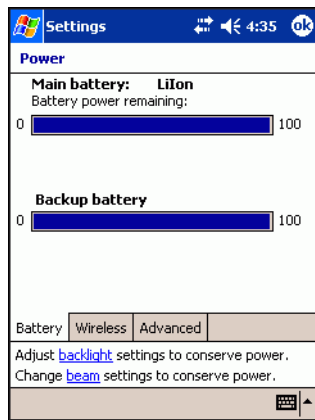 Settings 4:35 ok
Power
Main battery: LiIon
Battery power remaining:
0 100
Backup battery
0 100
Battery Wireless Advanced
Adjust backlight settings to conserve power.
Change beam settings to conserve power.